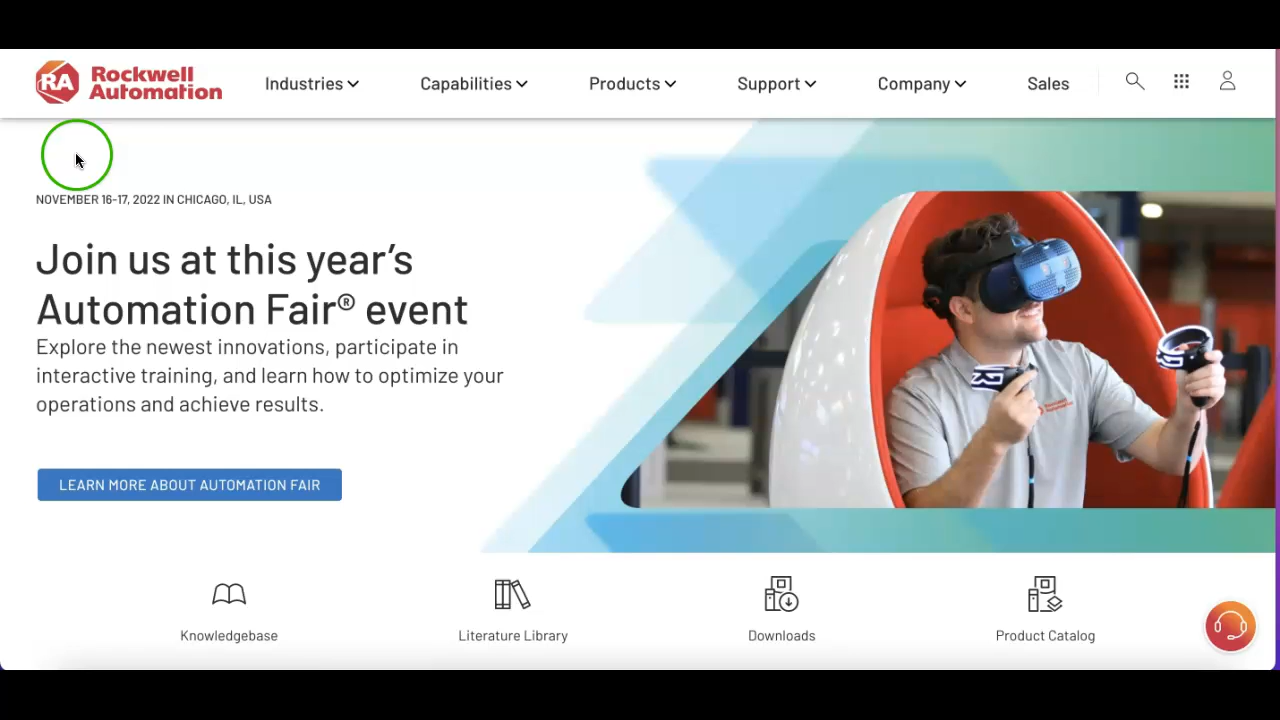 RA Rockwell
Automation
Industries
Capabilities
Products
Support
Company
Sales
NOVEMBER 16-17, 2022 IN CHICAGO, IL, USA
Join us at this year's
Automation Fair® event
Explore the newest innovations, participate in
interactive training, and learn how to optimize your
operations and achieve results.
LEARN MORE ABOUT AUTOMATION FAIR
Knowledgebase
Literature Library
Downloads
Product Catalog